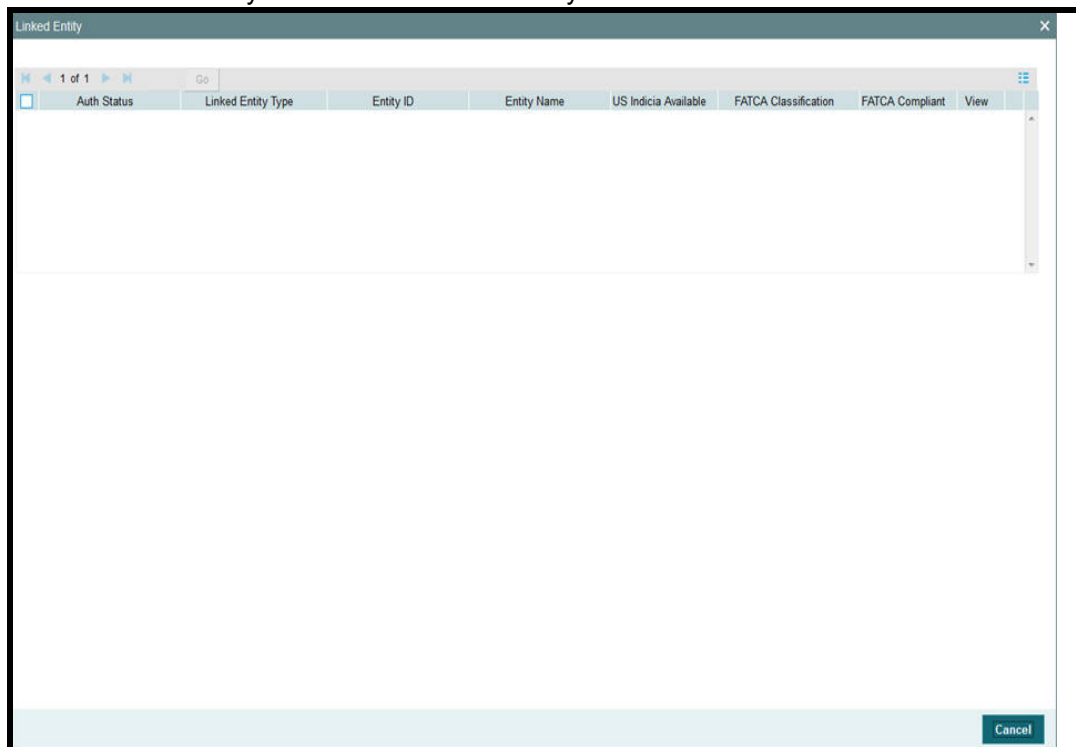 Linked Entity
1 of 1 Go
Auth Status Linked Entity Type Entity ID Entity Name US Indicia Available FATCA Classification FATCA Compliant View
Cancel